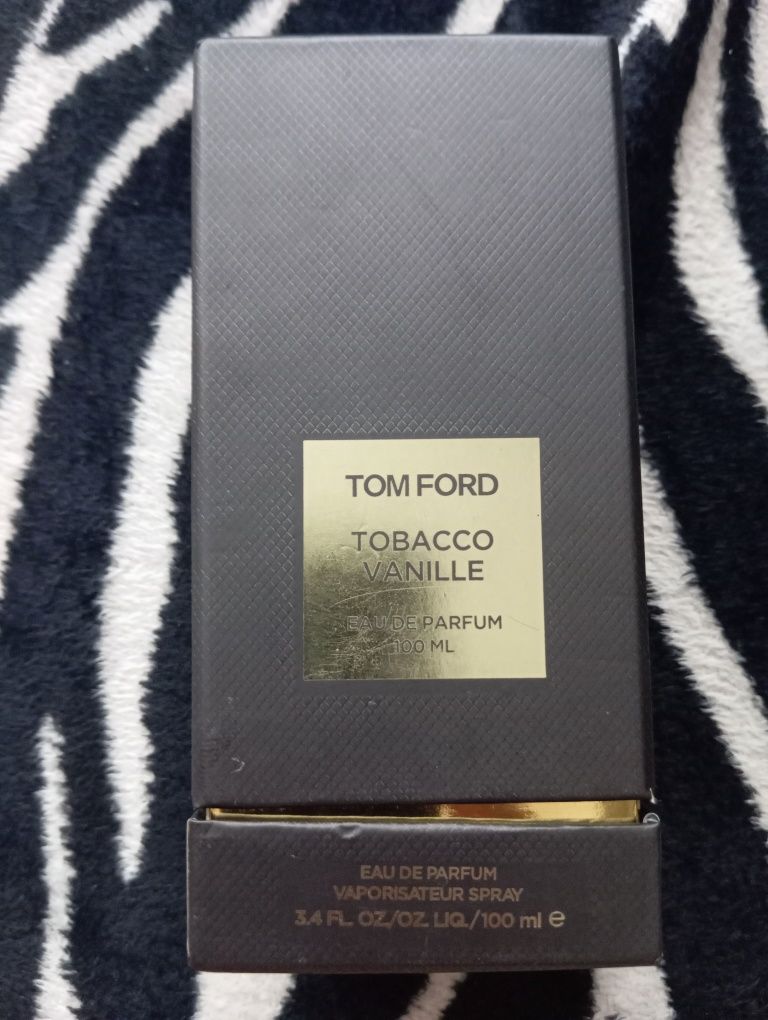 TOM FORD
TOBACCO
VANILLE
EAU DE PARFUM
100 ML
EAU DE PARFUM
VAPORISATEUR SPRAY
3.4 FL. OZ./OZ. LIQ./100 ml ℮